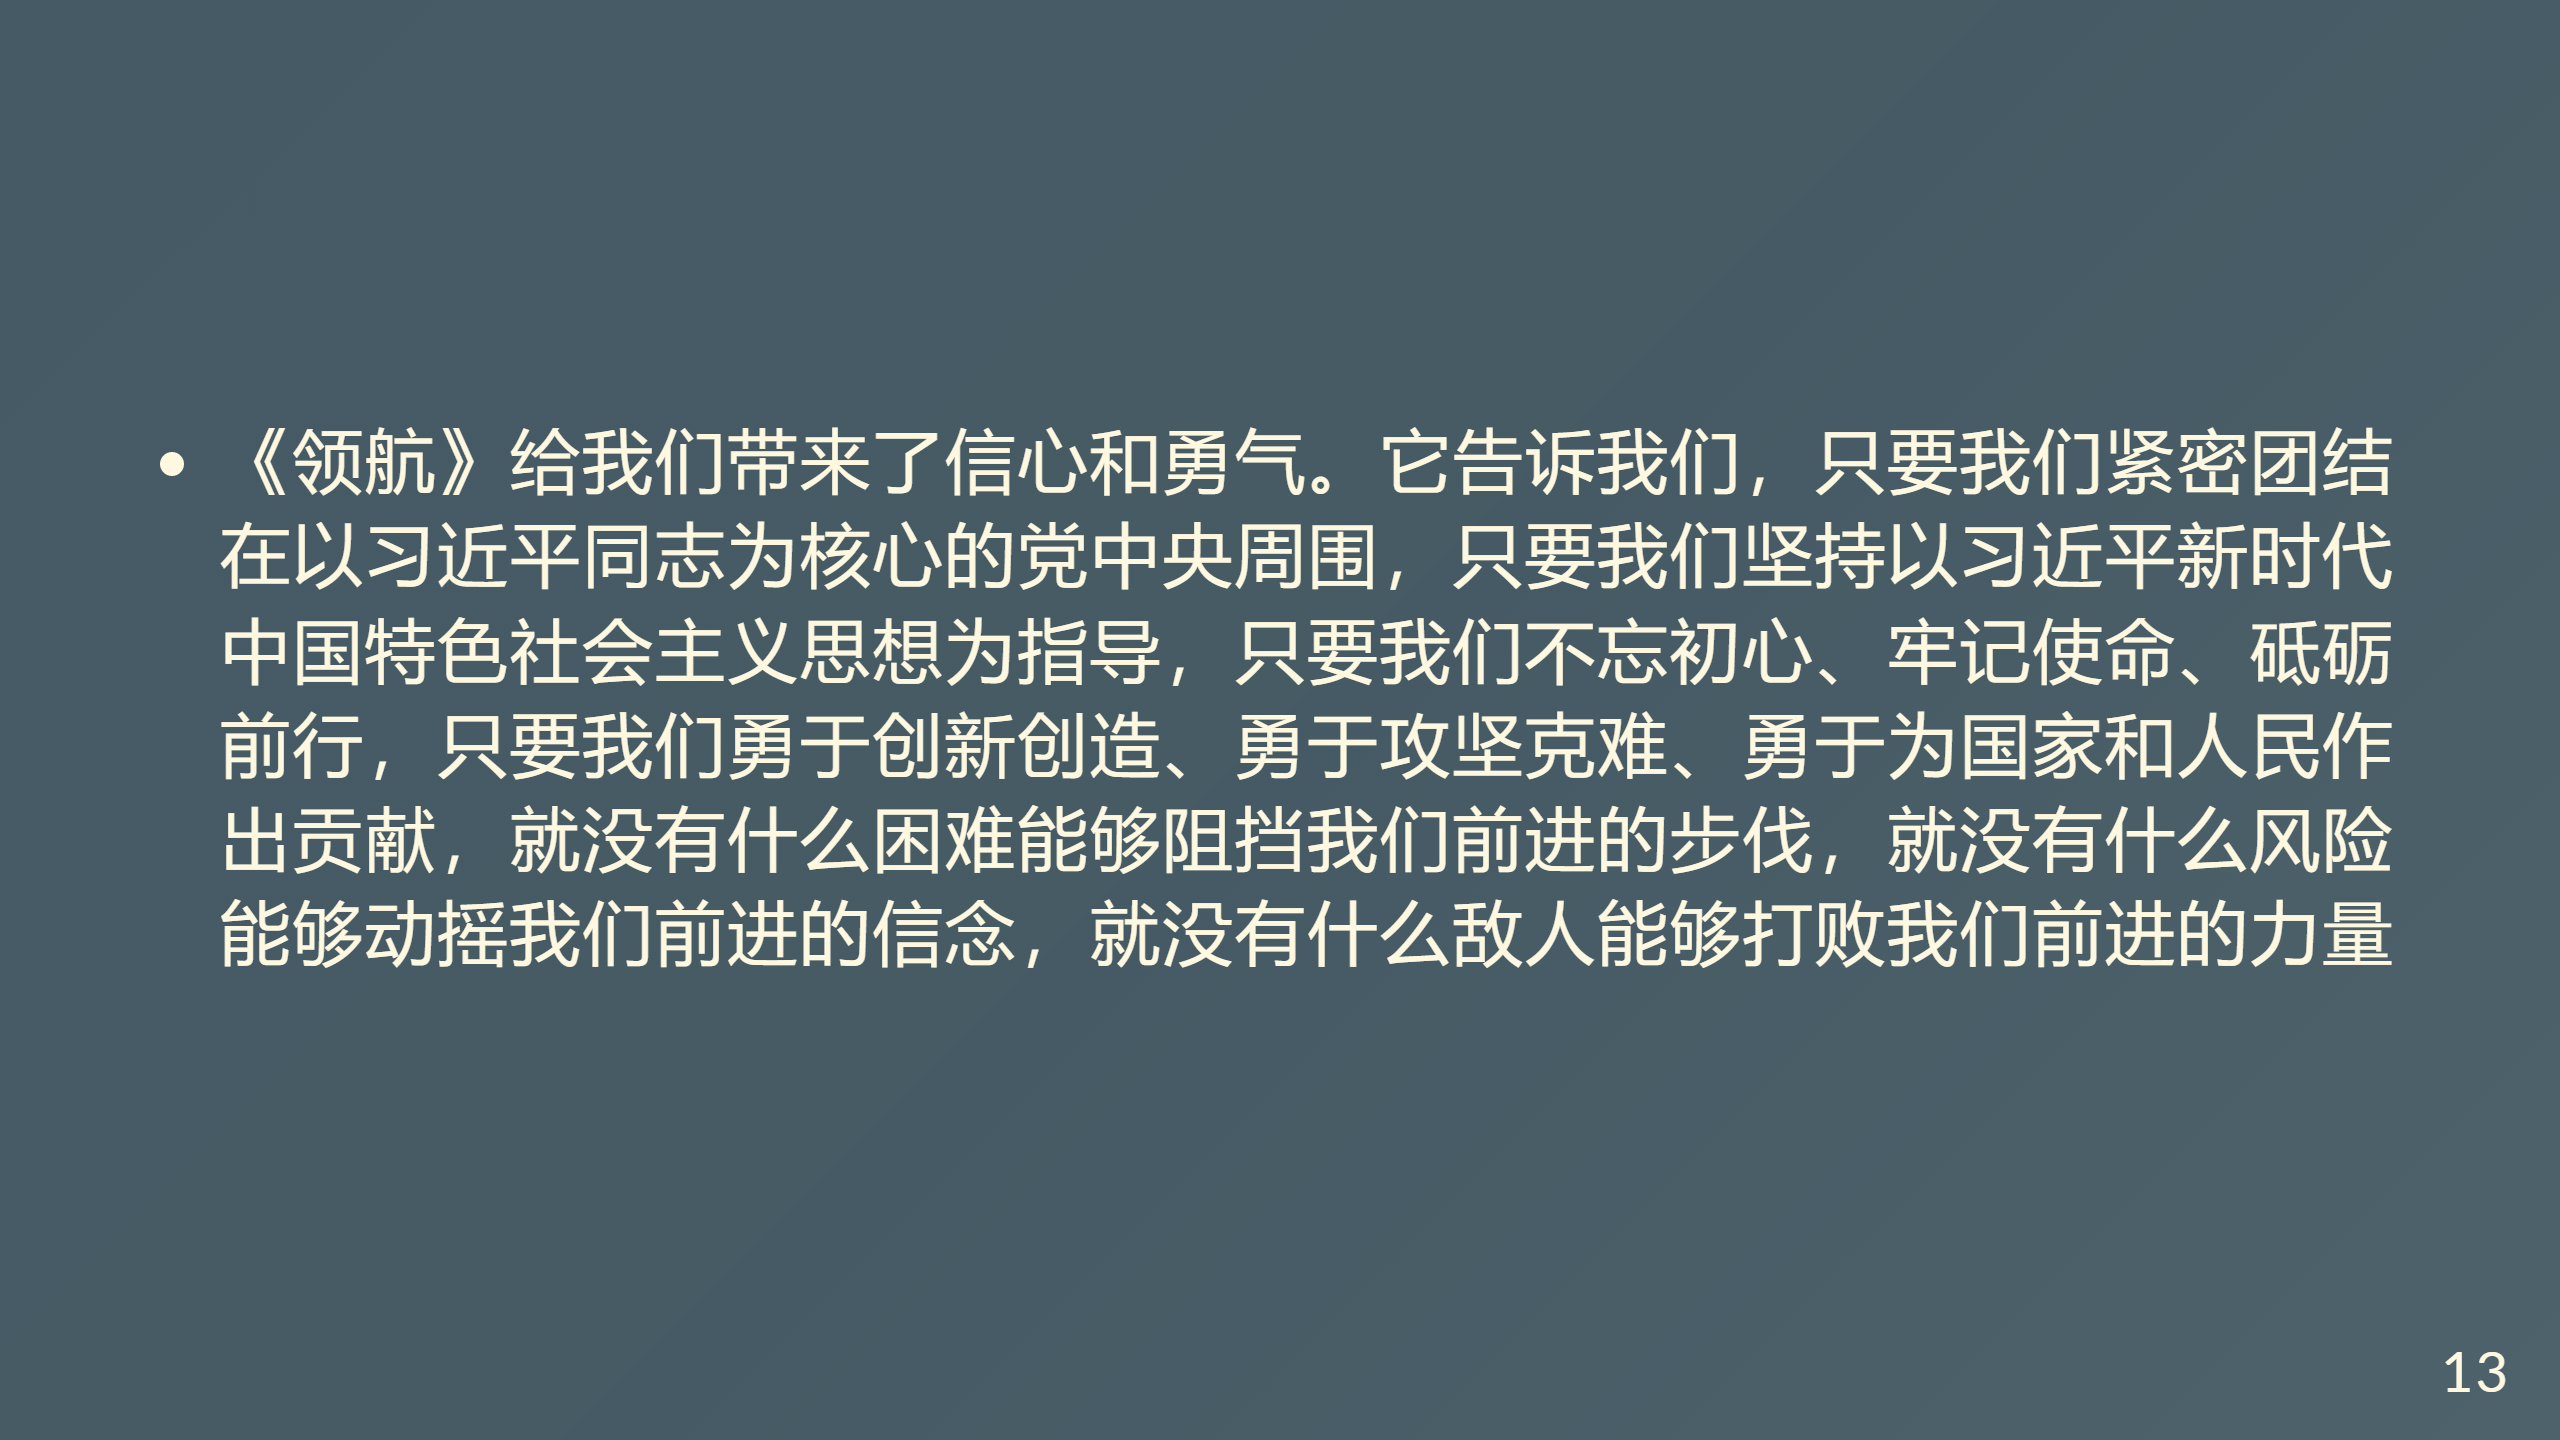 • 《领航》给我们带来了信心和勇气。它告诉我们，只要我们紧密团结
在以习近平同志为核心的党中央周围，只要我们坚持以习近平新时代
中国特色社会主义思想为指导，只要我们不忘初心、牢记使命、砥砺
前行，只要我们勇于创新创造、勇于攻坚克难、勇于为国家和人民作
出贡献，就没有什么困难能够阻挡我们前进的步伐，就没有什么风险
能够动摇我们前进的信念，就没有什么敌人能够打败我们前进的力量
13